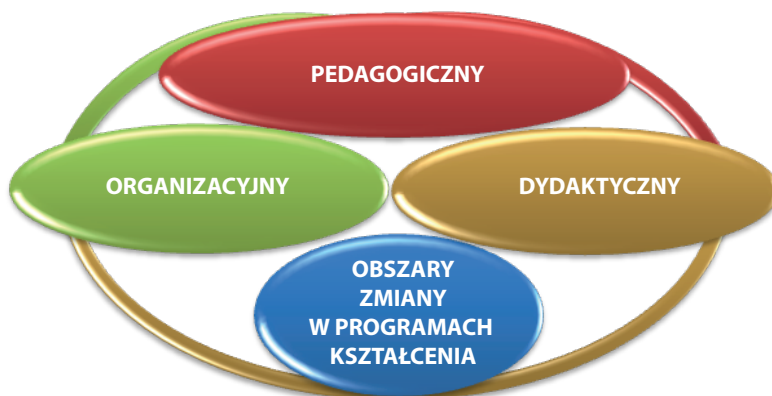 PEDAGOGICZNY
ORGANIZACYJNY
DYDAKTYCZNY
OBSZARY
ZMIANY
W PROGRAMACH
KSZTAŁCENIA